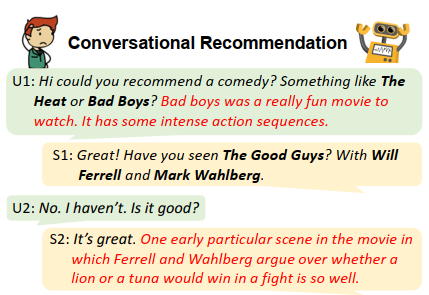 Conversational Recommendation
U1: Hi could you recommend a comedy? Something like The
Heat or Bad Boys? Bad boys was a really fun movie to
watch. It has some intense action sequences.
S1: Great! Have you seen The Good Guys? With Will
Ferrell and Mark Wahlberg.
U2: No. I haven't. Is it good?
S2: It's great. One early particular scene in the movie in
which Ferrell and Wahlberg argue over whether a
lion or a tuna would win in a fight is so well.